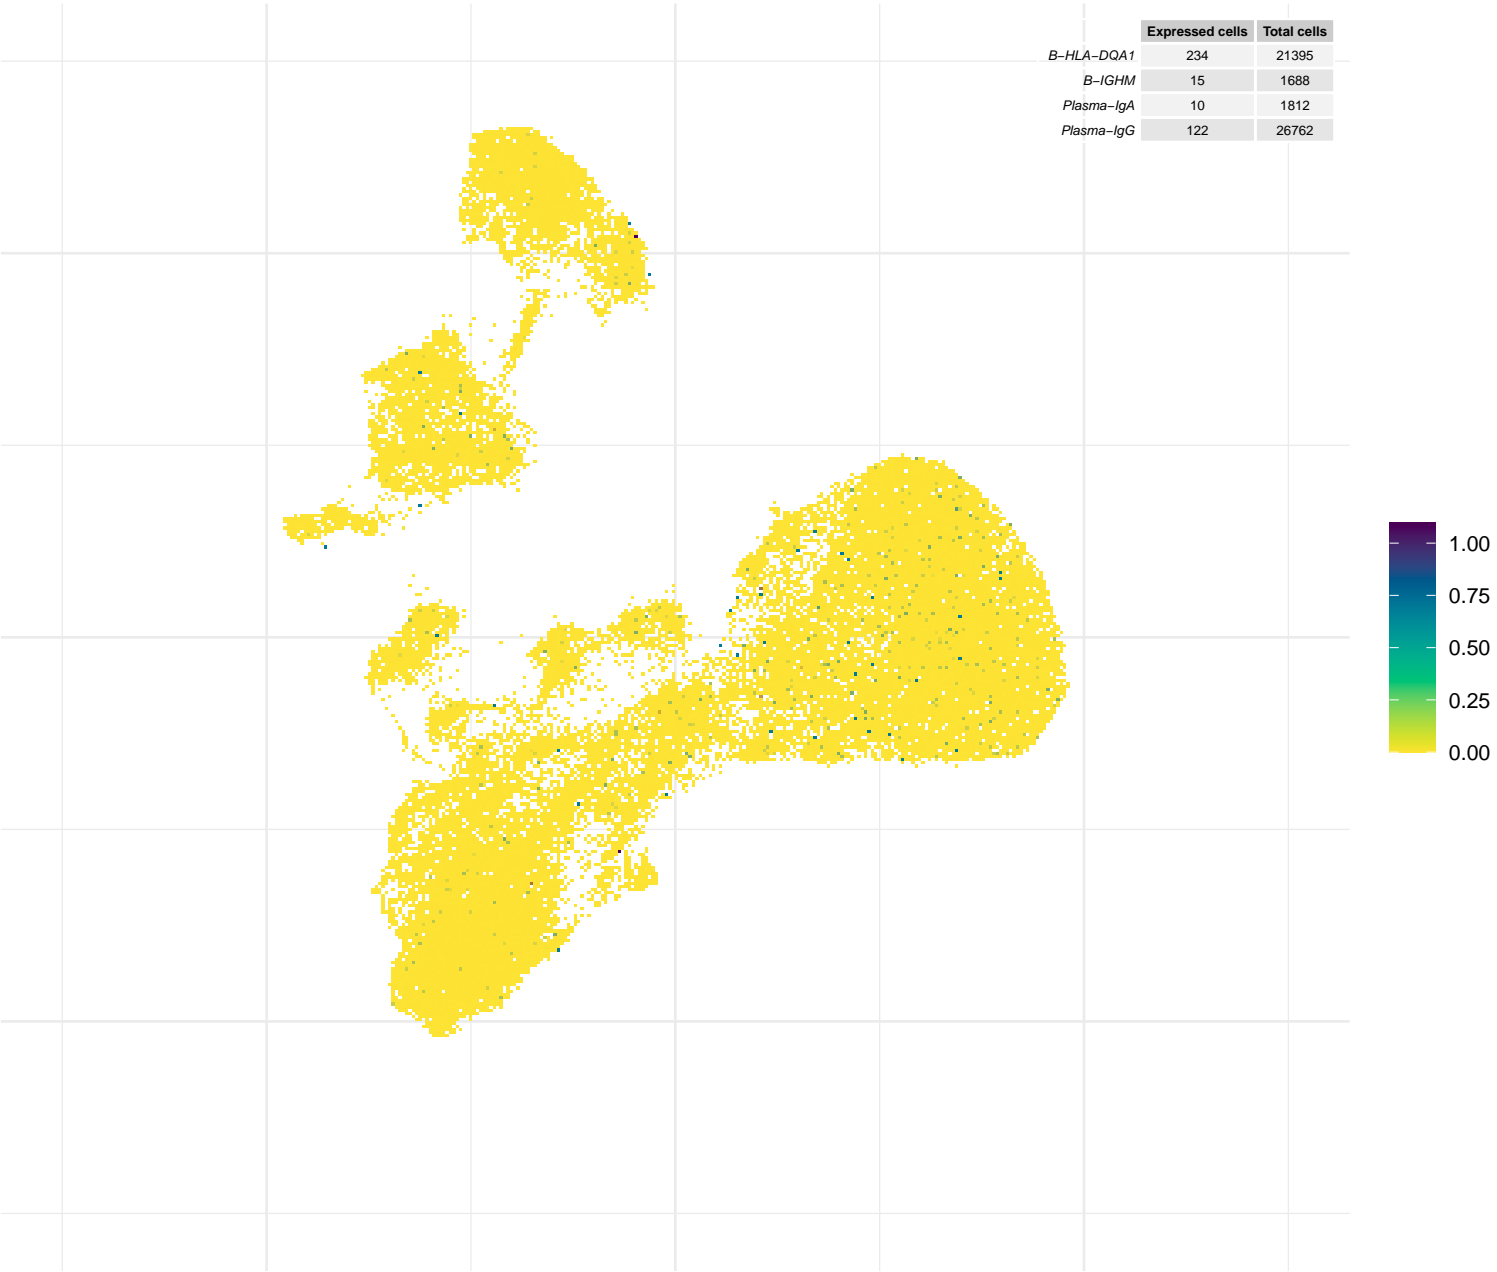 Expressed cells Total cells
B−HLA−DQA1 234 21395
B−IGHM 15 1688
Plasma−IgA 10 1812
Plasma−IgG 122 26762
1.00
0.75
0.50
0.25
0.00